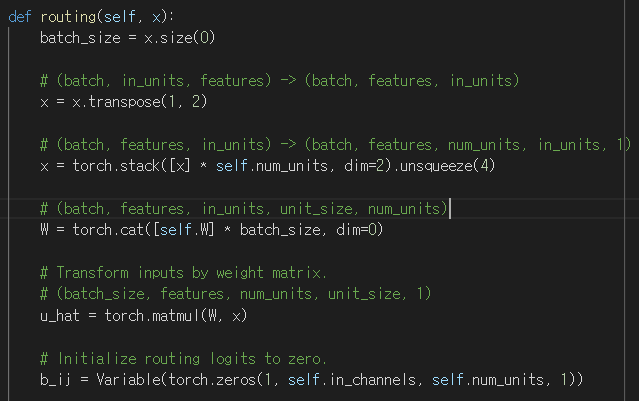 def routing(self, x):
batch_size = x.size(0)
# (batch, in_units, features) -> (batch, features, in_units)
x = x.transpose(1, 2)
# (batch, features, in_units) -> (batch, features, num_units, in_units, 1)
x = torch.stack([x] * self.num_units, dim=2).unsqueeze(4)
# (batch, features, in_units, unit_size, num_units)
W = torch.cat([self.W] * batch_size, dim=0)
# Transform inputs by weight matrix.
# (batch_size, features, num_units, unit_size, 1)
u_hat = torch.matmul(W, x)
# Initialize routing logits to zero.
b_ij = Variable(torch.zeros(1, self.in_channels, self.num_units, 1))